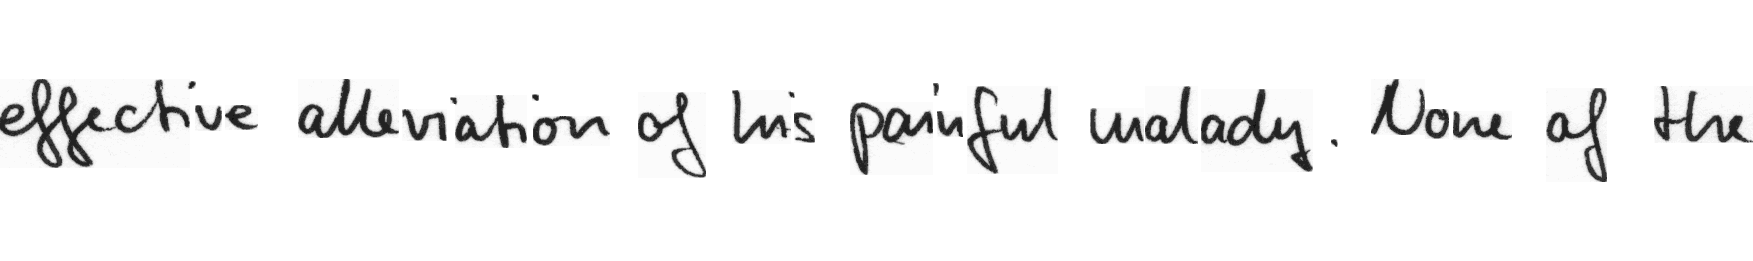 effective alleviation of his painful malady. None of the